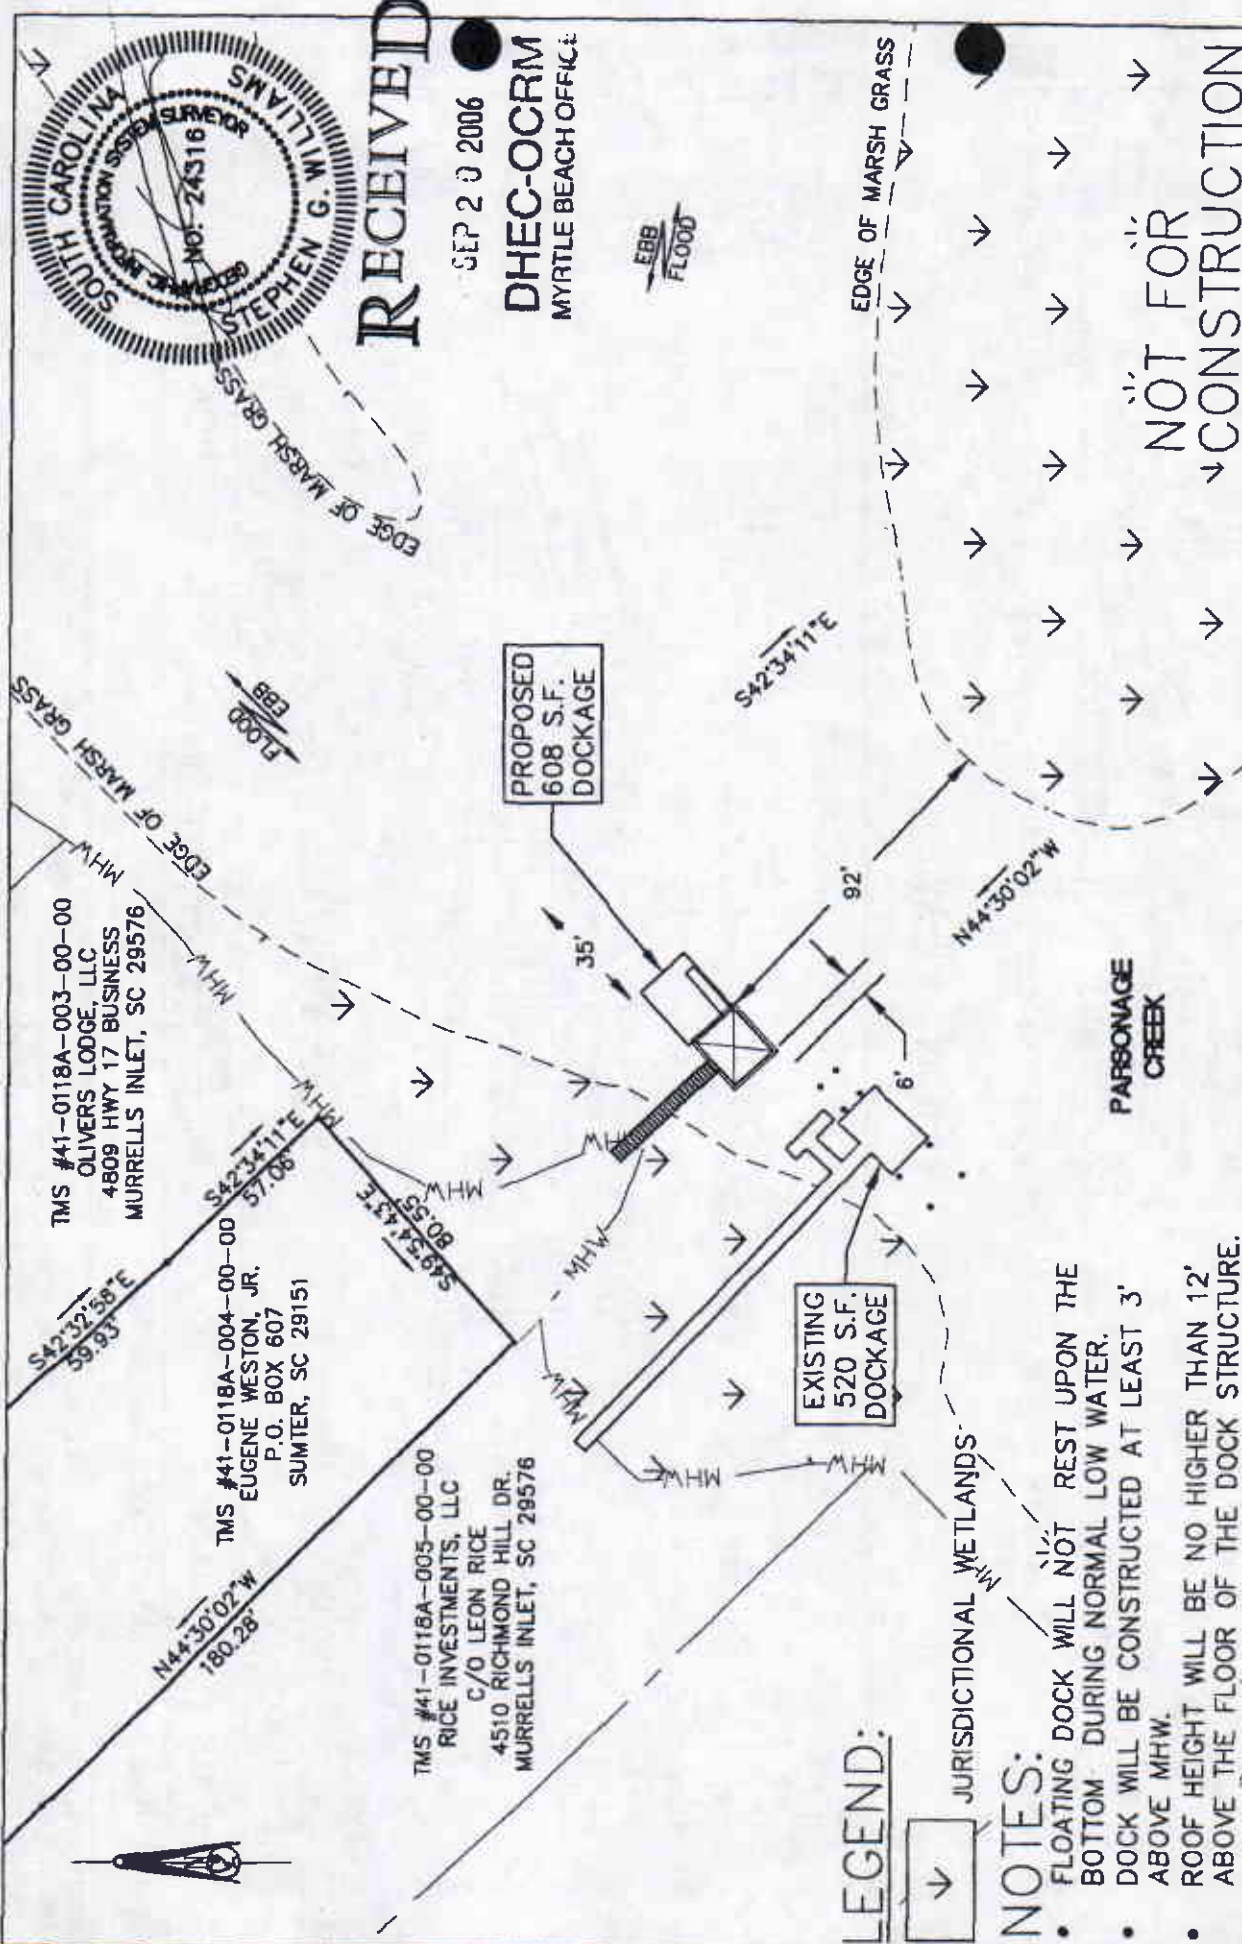 SOUTH CAROLINA
GEOGRAPHIC INFORMATION SYSTEM SURVEYOR
NO. 24316
STEPHEN G. WILLIAMS
RECEIVED
SEP 20 2006
DHEC-OCRM
MYRTLE BEACH OFFICE
EDGE OF MARSH GRASS
EDGE OF MARSH GRASS
EDGE OF MARSH GRASS
FLOOD
EBB
EBB
FLOOD
TMS #41-0118A-003-00-00
OLIVERS LODGE, LLC
4809 HWY 17 BUSINESS
MURRELLS INLET, SC 29576
MHW
MHW
MHW
MHW
S42°32'58"E
59.93'
S42°34'11"E
57.06'
TMS #41-0118A-004-00-00
EUGENE WESTON, JR.
P.O. BOX 607
SUMTER, SC 29151
S49°54'43"E
80.55'
N44°30'02"W
180.28'
TMS #41-0118A-005-00-00
RICE INVESTMENTS, LLC
C/O LEON RICE
4510 RICHMOND HILL DR.
MURRELLS INLET, SC 29576
MHW
MHW
MHW
MHW
MHW
PROPOSED
608 S.F.
DOCKAGE
35'
92'
6'
S42°34'11"E
N44°30'02"W
EXISTING
520 S.F.
DOCKAGE
PARSONAGE
CREEK
NOT FOR
CONSTRUCTION
LEGEND:
JURISDICTIONAL WETLANDS
NOTES:
• FLOATING DOCK WILL NOT REST UPON THE
BOTTOM DURING NORMAL LOW WATER.
• DOCK WILL BE CONSTRUCTED AT LEAST 3'
ABOVE MHW.
• ROOF HEIGHT WILL BE NO HIGHER THAN 12'
ABOVE THE FLOOR OF THE DOCK STRUCTURE.